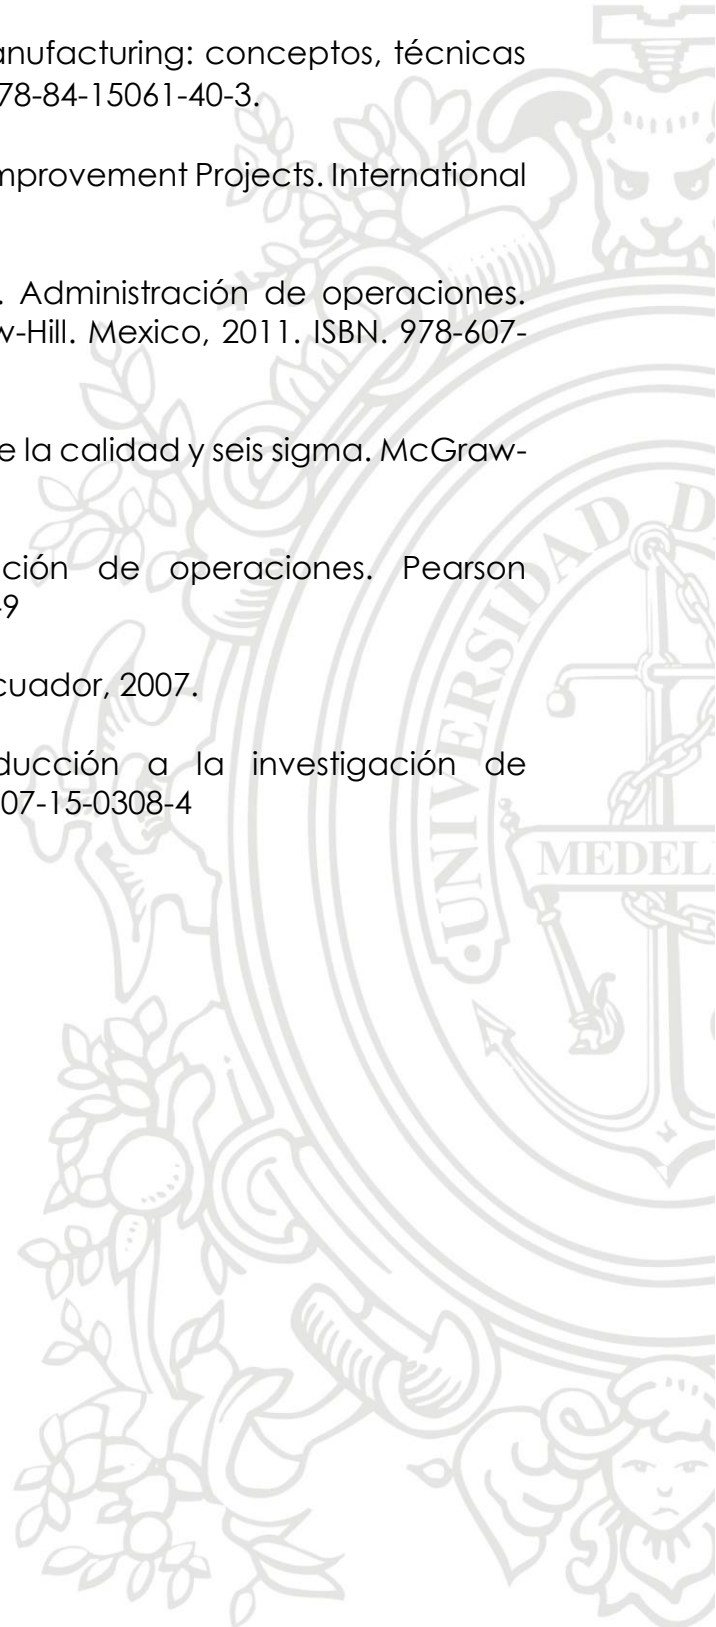 anufacturing: conceptos, técnicas
78-84-15061-40-3.
mprovement Projects. International
. Administración de operaciones.
w-Hill. Mexico, 2011. ISBN. 978-607-
e la calidad y seis sigma. McGraw-
ción de operaciones. Pearson
-9
cuador, 2007.
ducción a la investigación de
07-15-0308-4
UNIVERSIDAD D
MEDEL